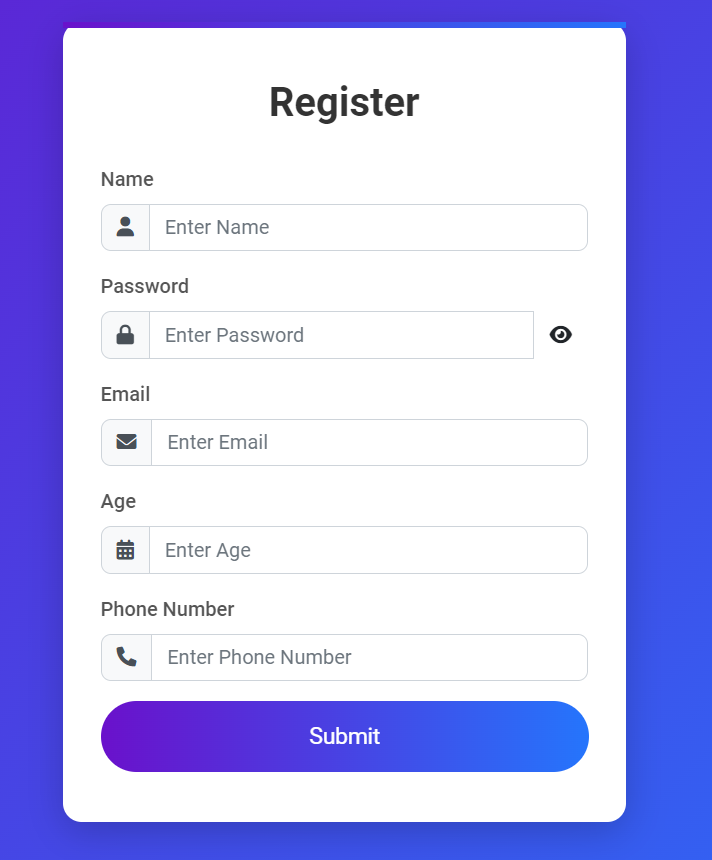 Register
Name
Enter Name
Password
Enter Password
Email
Enter Email
Age
Enter Age
Phone Number
Enter Phone Number
Submit